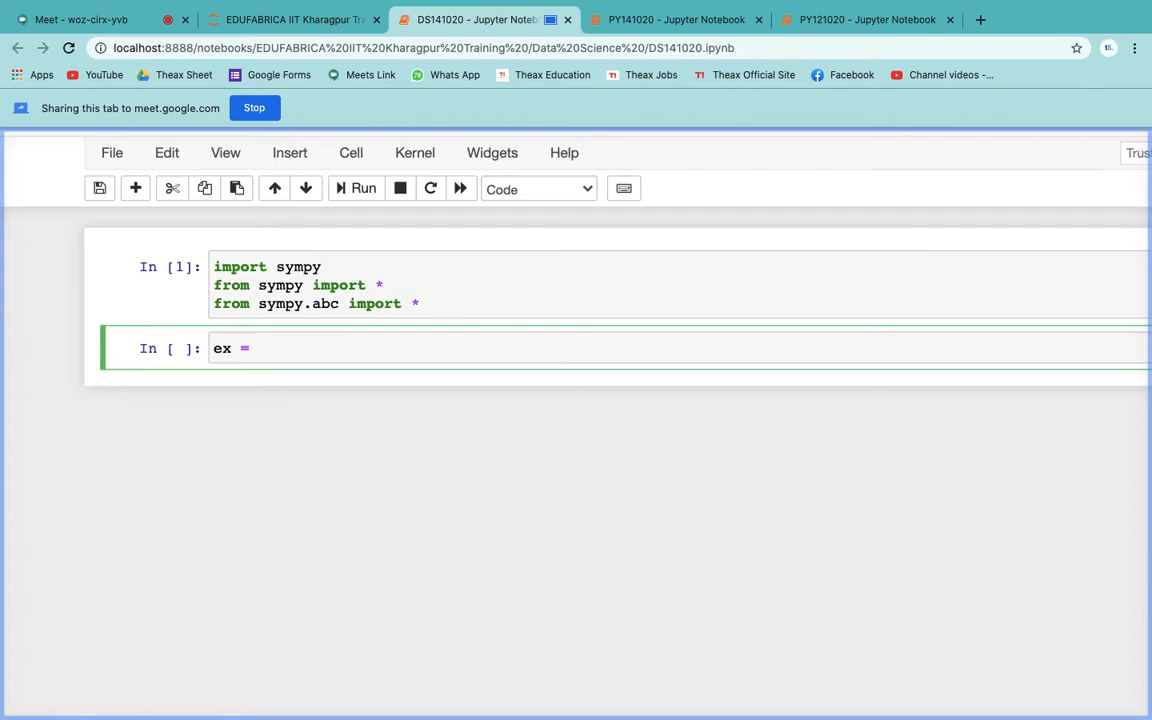 Meet - woz-cirx-yvb
EDUFABRICA IIT Kharagpur Tra
DS141020 - Jupyter Noteb
PY141020 - Jupyter Notebook
PY121020 - Jupyter Notebook
localhost:8888/notebooks/EDUFABRICA%20IIT%20Kharagpur%20Training%20/Data%20Science%20/DS141020.ipynb
Apps YouTube Theax Sheet Google Forms Meets Link Whats App Theax Education Theax Jobs Theax Official Site Facebook Channel videos -...
Sharing this tab to meet.google.com Stop
File Edit View Insert Cell Kernel Widgets Help Trus
Run Code
In [1]: import sympy
from sympy import *
from sympy.abc import *
In [ ]: ex =